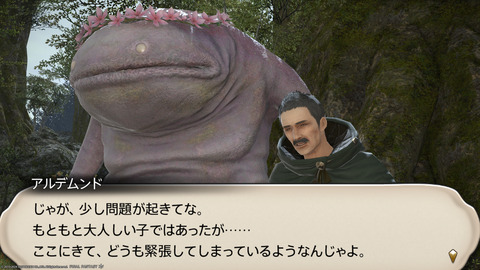 アルデムンド
じゃが、少し問題が起きてな。
もともと大人しい子ではあったが……
ここにきて、どうも緊張してしまっているようなんじゃよ。
FINAL FANTASY XIV